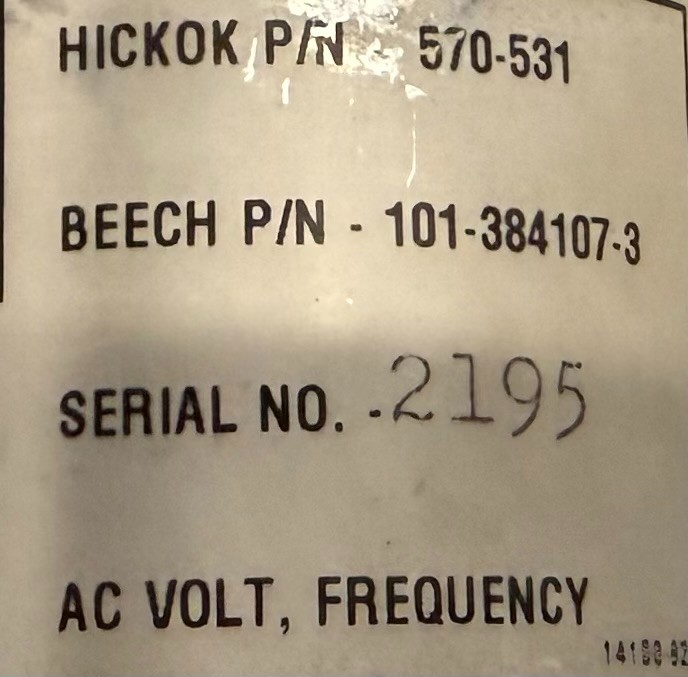 HICKOK P/N - 570-531
BEECH P/N - 101-384107-3
SERIAL NO. -2195
AC VOLT, FREQUENCY